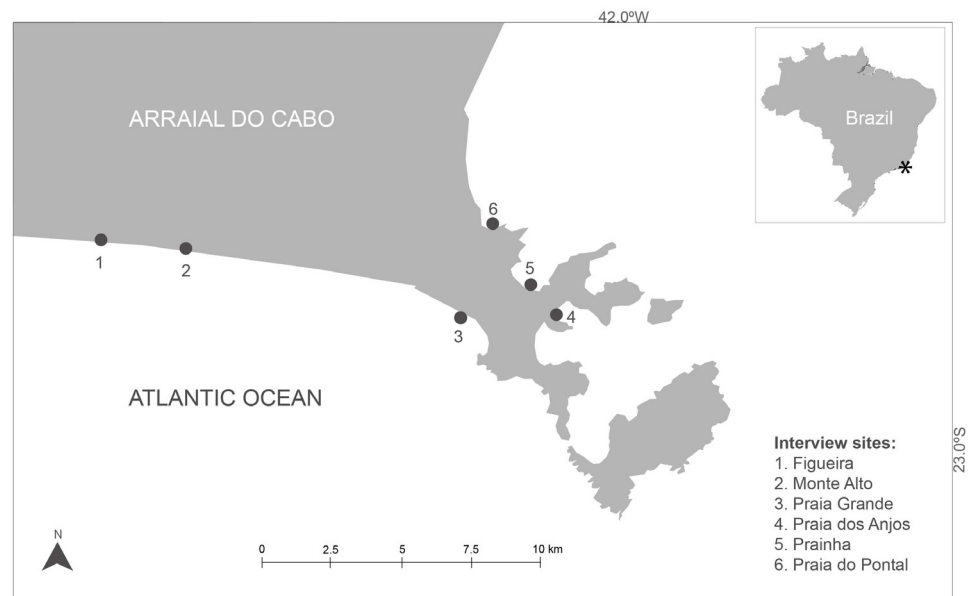 42.0ºW
ARRAIAL DO CABO
Brazil
*
6
1
2
5
4
3
ATLANTIC OCEAN
23.0ºS
Interview sites:
1. Figueira
2. Monte Alto
3. Praia Grande
4. Praia dos Anjos
5. Prainha
6. Praia do Pontal
N
0 2.5 5 7.5 10 km